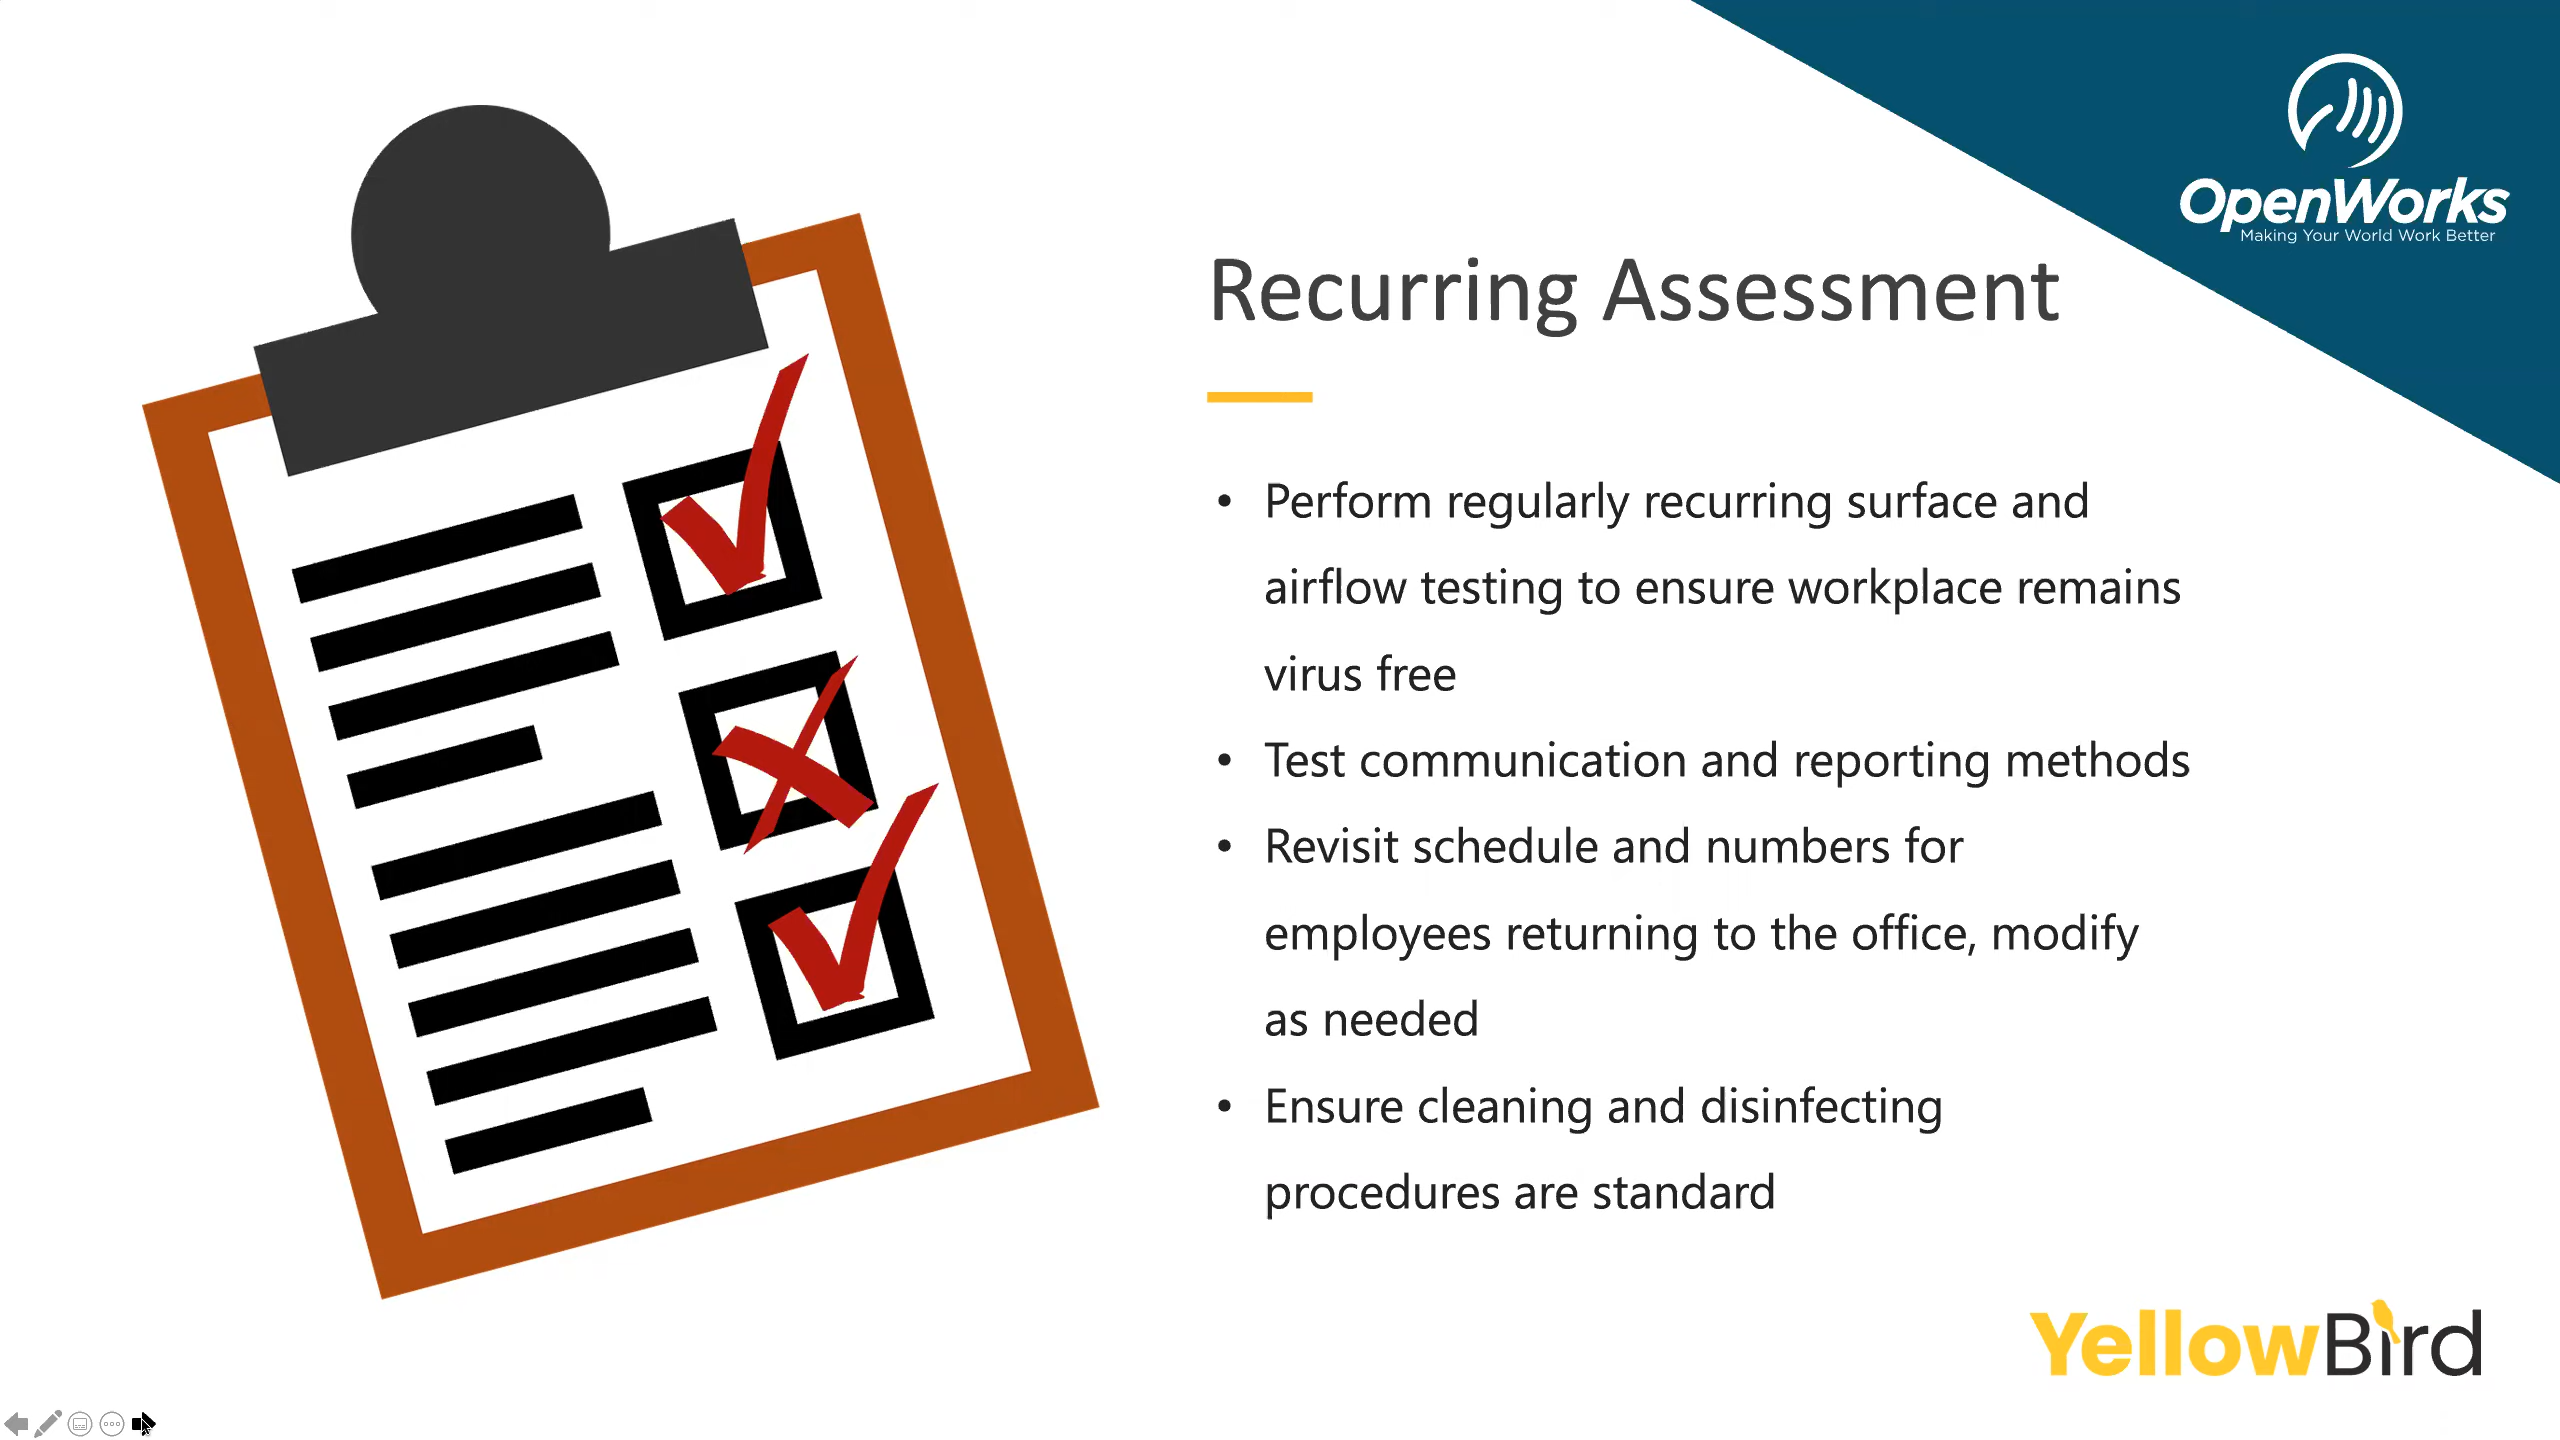 OpenWorks
Making Your World Work Better
Recurring Assessment
• Perform regularly recurring surface and
airflow testing to ensure workplace remains
virus free
• Test communication and reporting methods
• Revisit schedule and numbers for
employees returning to the office, modify
as needed
• Ensure cleaning and disinfecting
procedures are standard
YellowBird